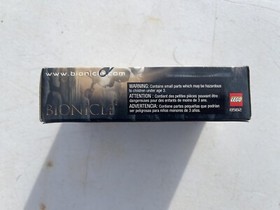 www.bionicle.com
WARNING: Contains small parts which may be hazardous
to children under age 3
ATTENTION : Contient des petites pièces pouvant être
dangereuses pour des enfants de moins de 3 ans.
ADVERTENCIA: Contiene partes pequeñas que podrían ser
peligrosas para niños menores de 3 años.
BIONICLE
LEGO